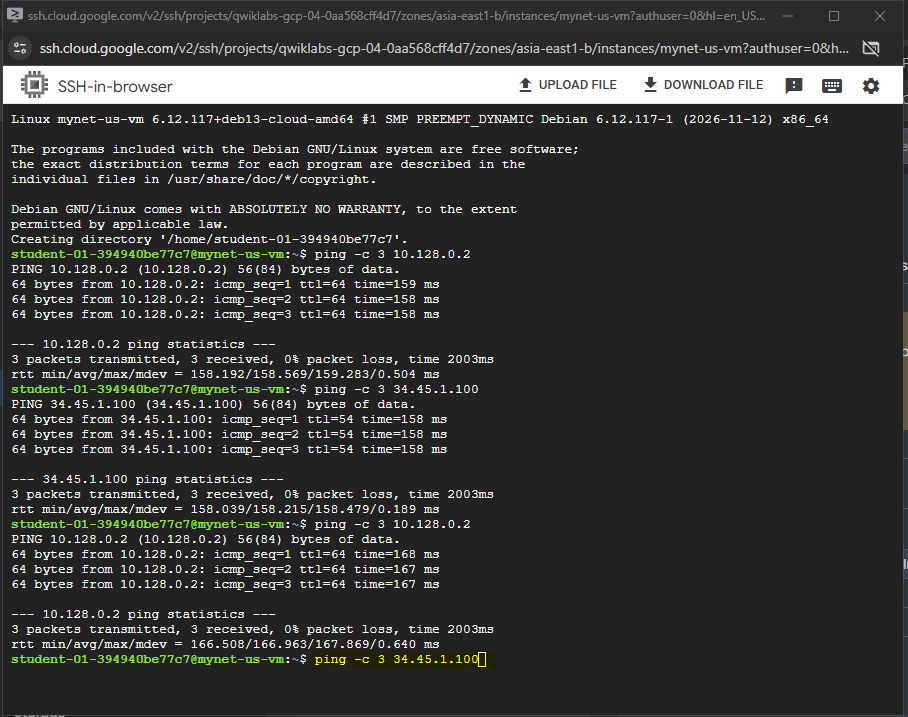 ssh.cloud.google.com/v2/ssh/projects/qwiklabs-gcp-04-0aa568cff4d7/zones/asia-east1-b/instances/mynet-us-vm?authuser=0&hl=en_US...
ssh.cloud.google.com/v2/ssh/projects/qwiklabs-gcp-04-0aa568cff4d7/zones/asia-east1-b/instances/mynet-us-vm?authuser=0&h...
SSH-in-browser
UPLOAD FILE
DOWNLOAD FILE
Linux mynet-us-vm 6.12.117+deb13-cloud-amd64 #1 SMP PREEMPT_DYNAMIC Debian 6.12.117-1 (2026-11-12) x86_64
The programs included with the Debian GNU/Linux system are free software;
the exact distribution terms for each program are described in the
individual files in /usr/share/doc/*/copyright.
Debian GNU/Linux comes with ABSOLUTELY NO WARRANTY, to the extent
permitted by applicable law.
Creating directory '/home/student-01-394940be77c7'.
student-01-394940be77c7@mynet-us-vm:~$ ping -c 3 10.128.0.2
PING 10.128.0.2 (10.128.0.2) 56(84) bytes of data.
64 bytes from 10.128.0.2: icmp_seq=1 ttl=64 time=159 ms
64 bytes from 10.128.0.2: icmp_seq=2 ttl=64 time=158 ms
64 bytes from 10.128.0.2: icmp_seq=3 ttl=64 time=158 ms
--- 10.128.0.2 ping statistics ---
3 packets transmitted, 3 received, 0% packet loss, time 2003ms
rtt min/avg/max/mdev = 158.192/158.569/159.283/0.504 ms
student-01-394940be77c7@mynet-us-vm:~$ ping -c 3 34.45.1.100
PING 34.45.1.100 (34.45.1.100) 56(84) bytes of data.
64 bytes from 34.45.1.100: icmp_seq=1 ttl=54 time=158 ms
64 bytes from 34.45.1.100: icmp_seq=2 ttl=54 time=158 ms
64 bytes from 34.45.1.100: icmp_seq=3 ttl=54 time=158 ms
--- 34.45.1.100 ping statistics ---
3 packets transmitted, 3 received, 0% packet loss, time 2003ms
rtt min/avg/max/mdev = 158.039/158.215/158.479/0.189 ms
student-01-394940be77c7@mynet-us-vm:~$ ping -c 3 10.128.0.2
PING 10.128.0.2 (10.128.0.2) 56(84) bytes of data.
64 bytes from 10.128.0.2: icmp_seq=1 ttl=64 time=168 ms
64 bytes from 10.128.0.2: icmp_seq=2 ttl=64 time=167 ms
64 bytes from 10.128.0.2: icmp_seq=3 ttl=64 time=167 ms
--- 10.128.0.2 ping statistics ---
3 packets transmitted, 3 received, 0% packet loss, time 2003ms
rtt min/avg/max/mdev = 166.508/166.963/167.869/0.640 ms
student-01-394940be77c7@mynet-us-vm:~$ ping -c 3 34.45.1.100